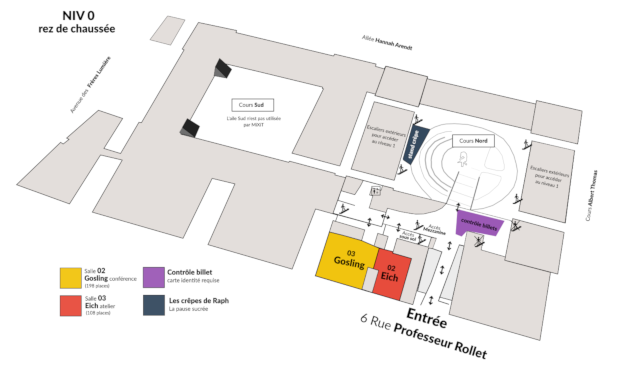 NIV 0
rez de chaussée
Allée Hannah Arendt
Avenue des Frères Lumière
Cours Sud
L'aile Sud n'est pas utilisée
par MiXiT
Escaliers extérieurs
pour accéder
au niveau 1
stand crêpe
Cours Nord
Escaliers extérieurs
pour accéder
au niveau 1
Cours Albert Thomas
contrôle billets
Accès
Mezzanine
Accès
sous sol
03
Gosling
02
Eich
Entrée
6 Rue Professeur Rollet
Salle 02
Gosling conférence
(198 places)
Contrôle billet
carte identité requise
Salle 03
Eich atelier
(108 places)
Les crêpes de Raph
La pause sucrée